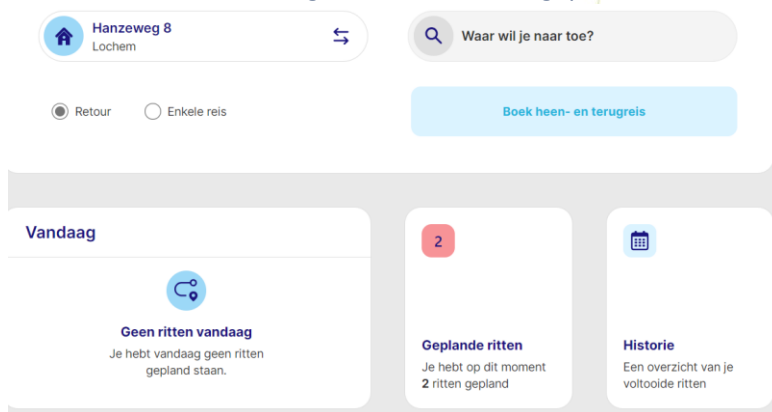 Hanzeweg 8
Lochem
Waar wil je naar toe?
Retour
Enkele reis
Boek heen- en terugreis
Vandaag
Geen ritten vandaag
Je hebt vandaag geen ritten
gepland staan.
2
Geplande ritten
Je hebt op dit moment
2 ritten gepland
Historie
Een overzicht van je
voltooide ritten